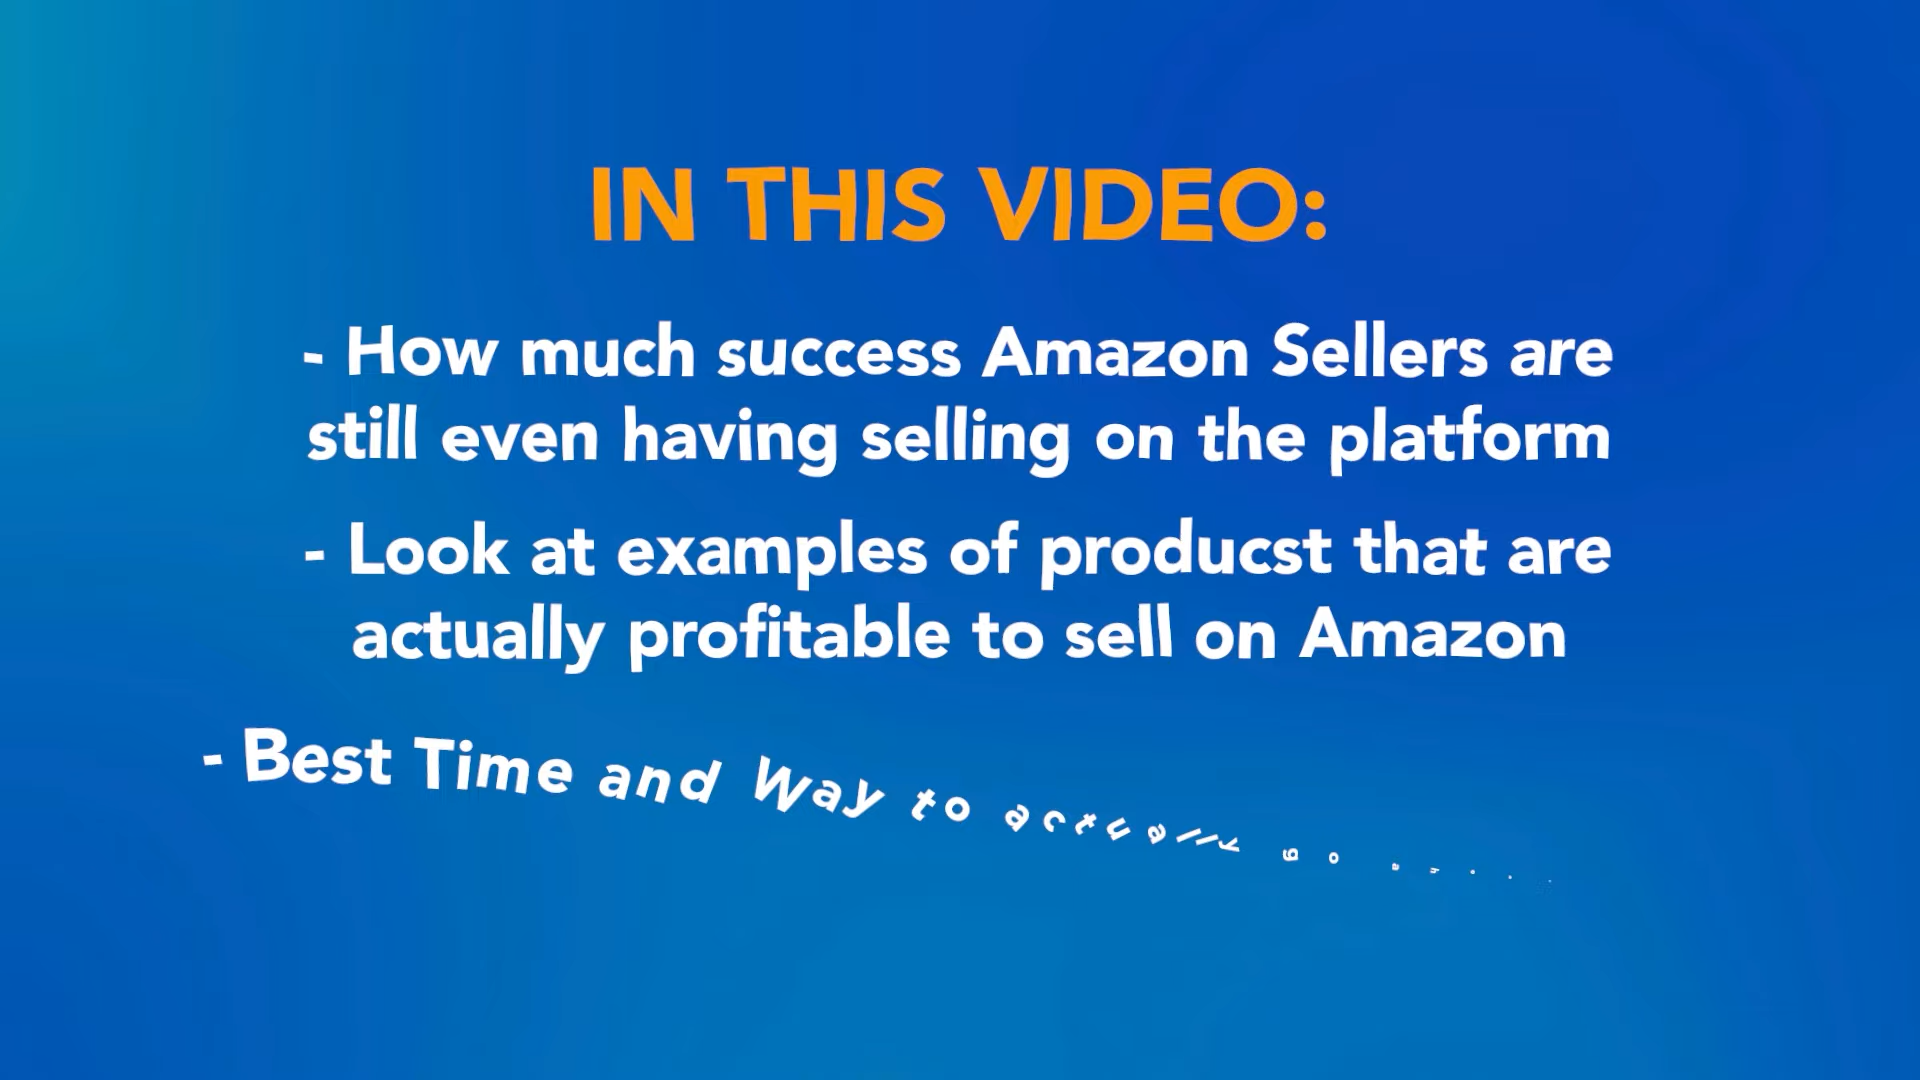 IN THIS VIDEO:
- How much success Amazon Sellers are
still even having selling on the platform
- Look at examples of producst that are
actually profitable to sell on Amazon
- Best Time and Way to actually go